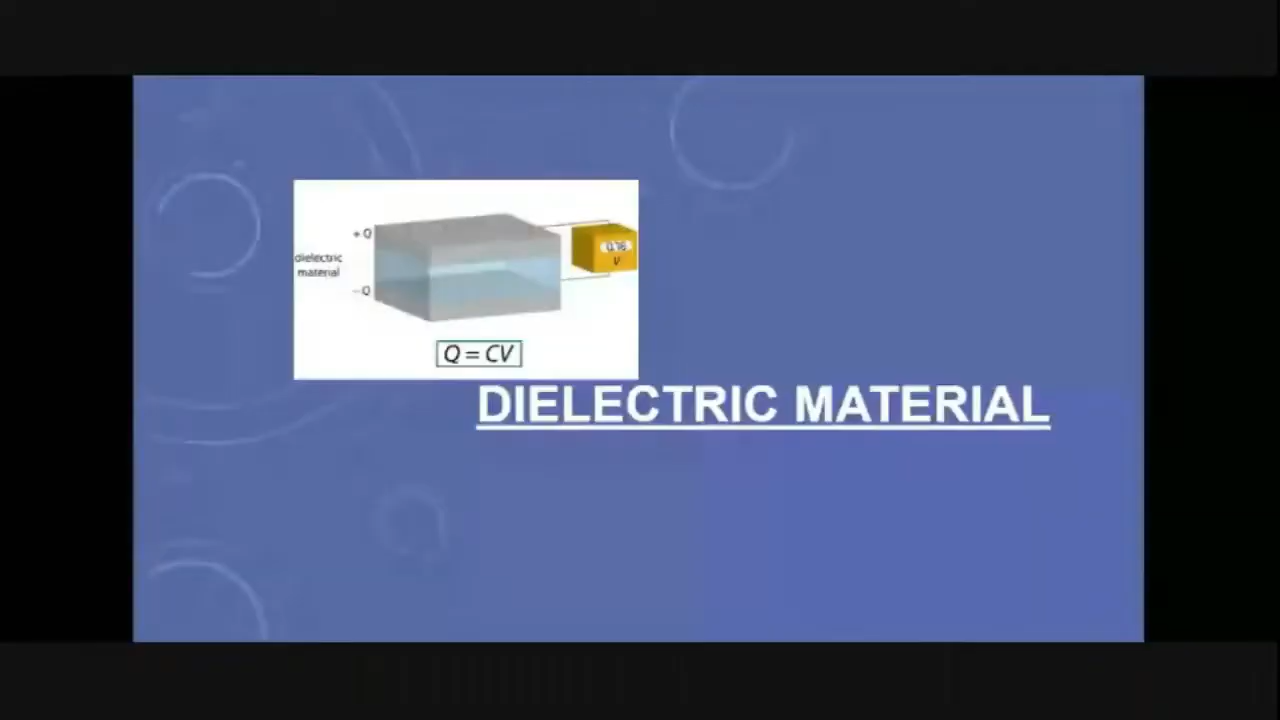 + Q
dielectric
material
– Q
V
Q = CV
DIELECTRIC MATERIAL